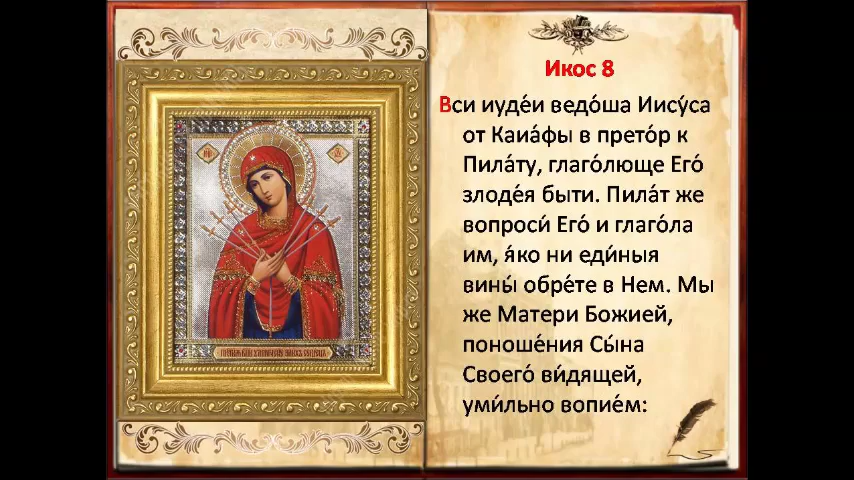 Икос 8
Вси иуде́и ведо́ша Иису́са
от Каиа́фы в прето́р к
Пила́ту, глаго́люще Его́
злоде́я быти. Пила́т же
вопроси́ Его́ и глаго́ла
им, я́ко ни еди́ныя
вины́ обре́те в Нем. Мы
же Матери Божией,
поноше́ния Сы́на
Своего́ ви́дящей,
уми́льно вопие́м: